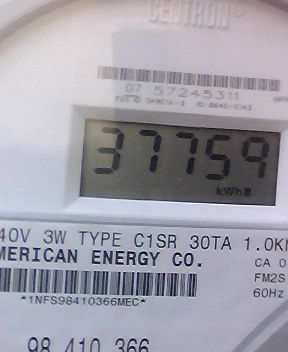 CENTRON®
07 57245311
37759
kWh
40V 3W TYPE C1SR 30TA 1.0K
MERICAN ENERGY CO.
CA 0
FM2S
60Hz
*1NFS98410366MEC*
98 410 366